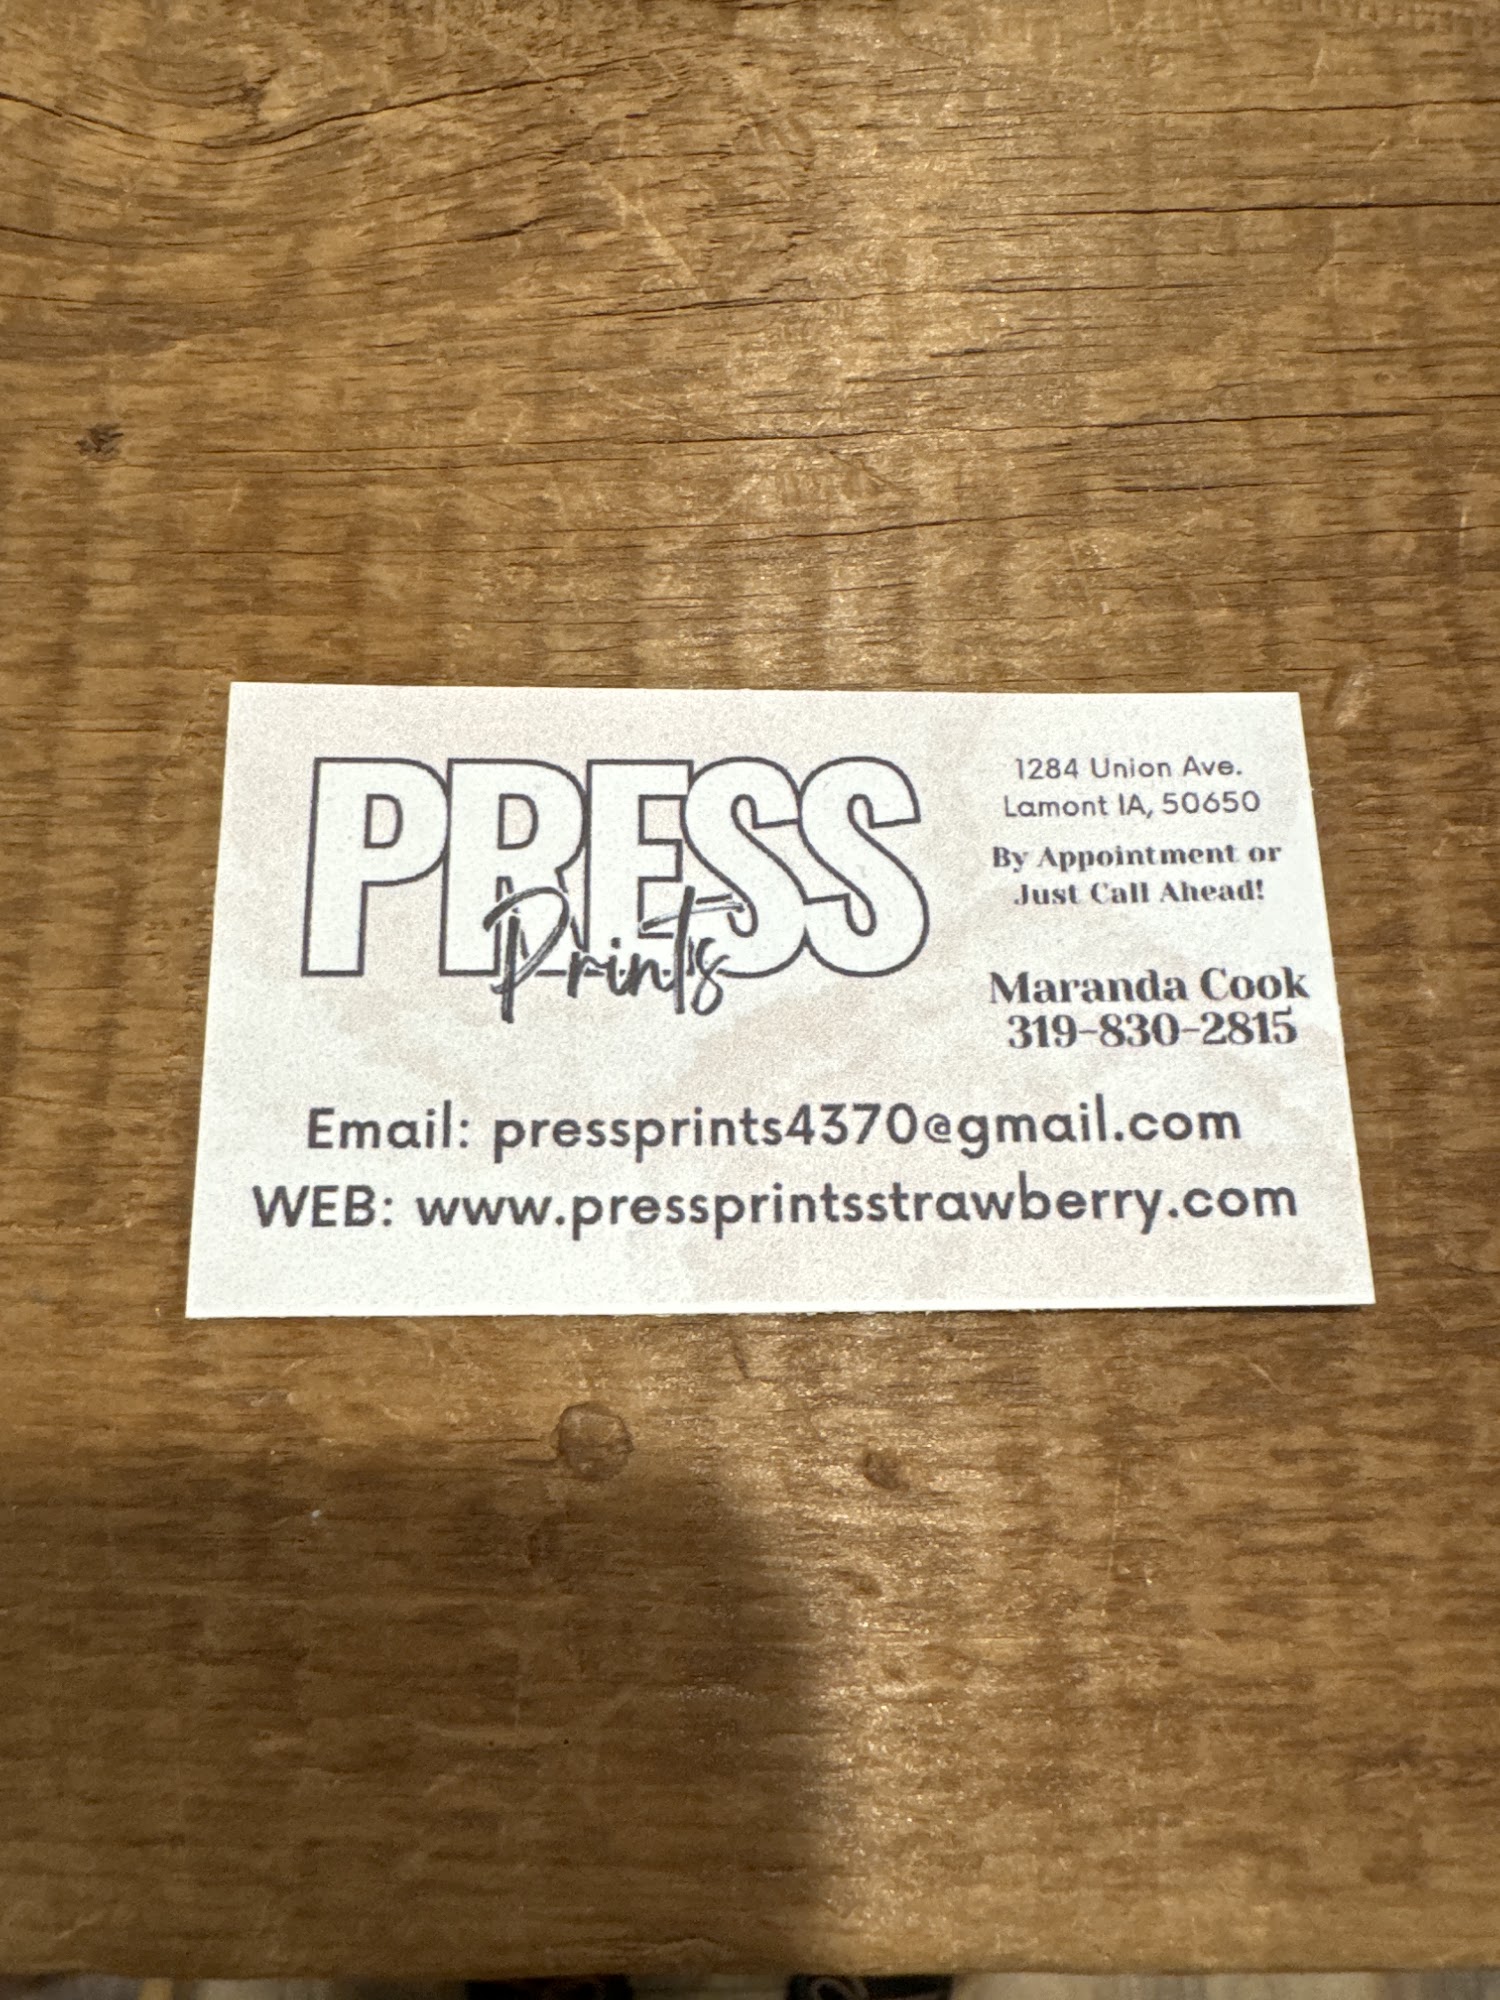 PRESS
Prints
1284 Union Ave.
Lamont IA, 50650
By Appointment or
Just Call Ahead!
Maranda Cook
319-830-2815
Email: pressprints4370@gmail.com
WEB: www.pressprintsstrawberry.com